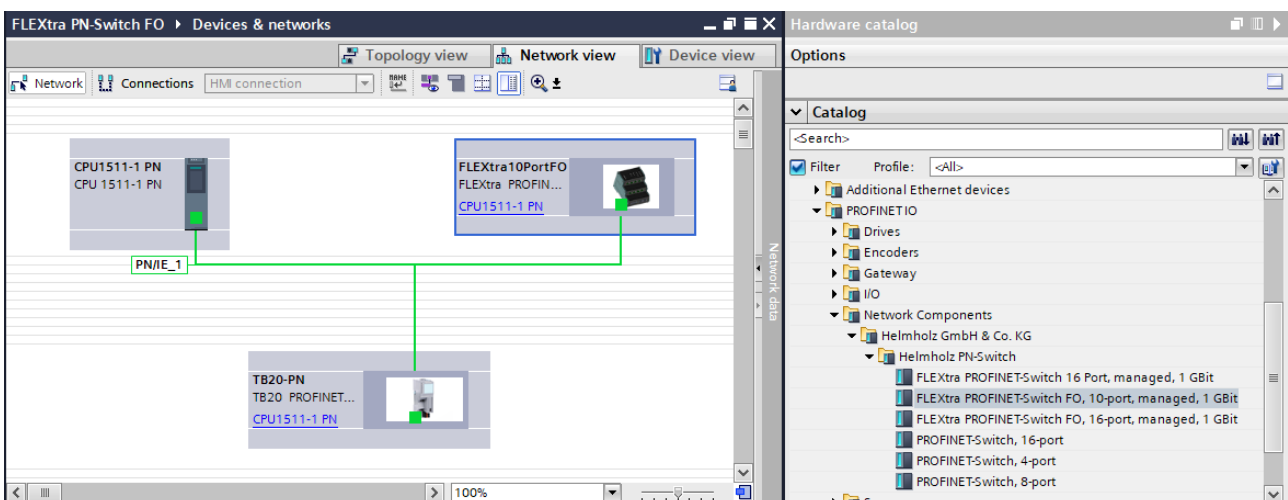 FLEXtra PN-Switch FO ▸ Devices & networks
Topology view
Network view
Device view
Network
Connections
HMI connection
CPU1511-1 PN
CPU 1511-1 PN
FLEXtra10PortFO
FLEXtra PROFIN...
CPU1511-1 PN
PN/IE_1
TB20-PN
TB20 PROFINET...
CPU1511-1 PN
100%
Network data
Hardware catalog
Options
Catalog
<Search>
Filter
Profile:
<All>
Additional Ethernet devices
PROFINET IO
Drives
Encoders
Gateway
I/O
Network Components
Helmholz GmbH & Co. KG
Helmholz PN-Switch
FLEXtra PROFINET-Switch 16 Port, managed, 1 GBit
FLEXtra PROFINET-Switch FO, 10-port, managed, 1 GBit
FLEXtra PROFINET-Switch FO, 16-port, managed, 1 GBit
PROFINET-Switch, 16-port
PROFINET-Switch, 4-port
PROFINET-Switch, 8-port